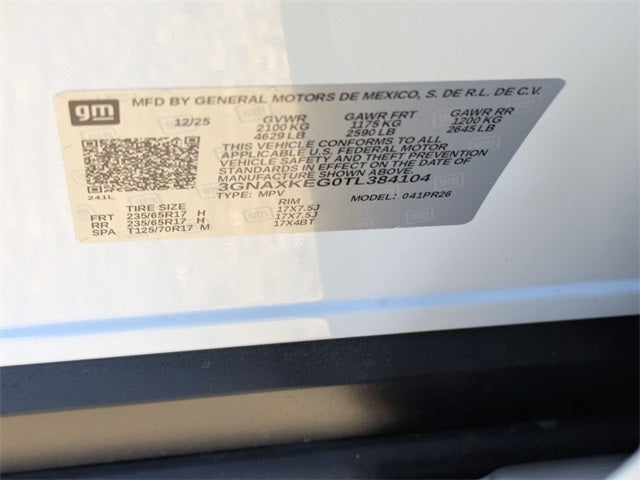 gm MFD BY GENERAL MOTORS DE MEXICO, S. DE R.L. DE C.V.
12/25 GVWR GAWR FRT GAWR RR
2100 KG 1175 KG 1200 KG
4629 LB 2590 LB 2645 LB
THIS VEHICLE CONFORMS TO ALL
APPLICABLE U.S. FEDERAL MOTOR
VEHICLE SAFETY AND THEFT PREVENTION
STANDARDS IN EFFECT ON THE DATE OF
MANUFACTURE SHOWN ABOVE.
3GNAXKEG0TL384104
241L TYPE: MPV MODEL: 041PR26
TIRE SIZE RIM
FRT 235/65R17 H 17X7.5J
RR 235/65R17 H 17X7.5J
SPA T125/70R17 M 17X4BT